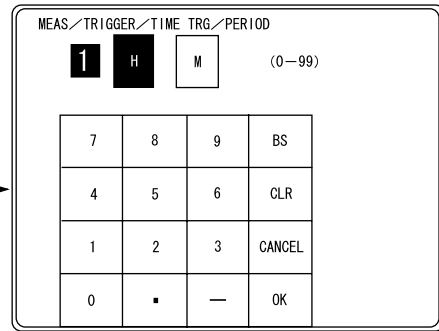 MEAS／TRIGGER／TIME TRG／PERIOD
1 H M (0－99)
7 8 9 BS
4 5 6 CLR
1 2 3 CANCEL
0 ． － OK